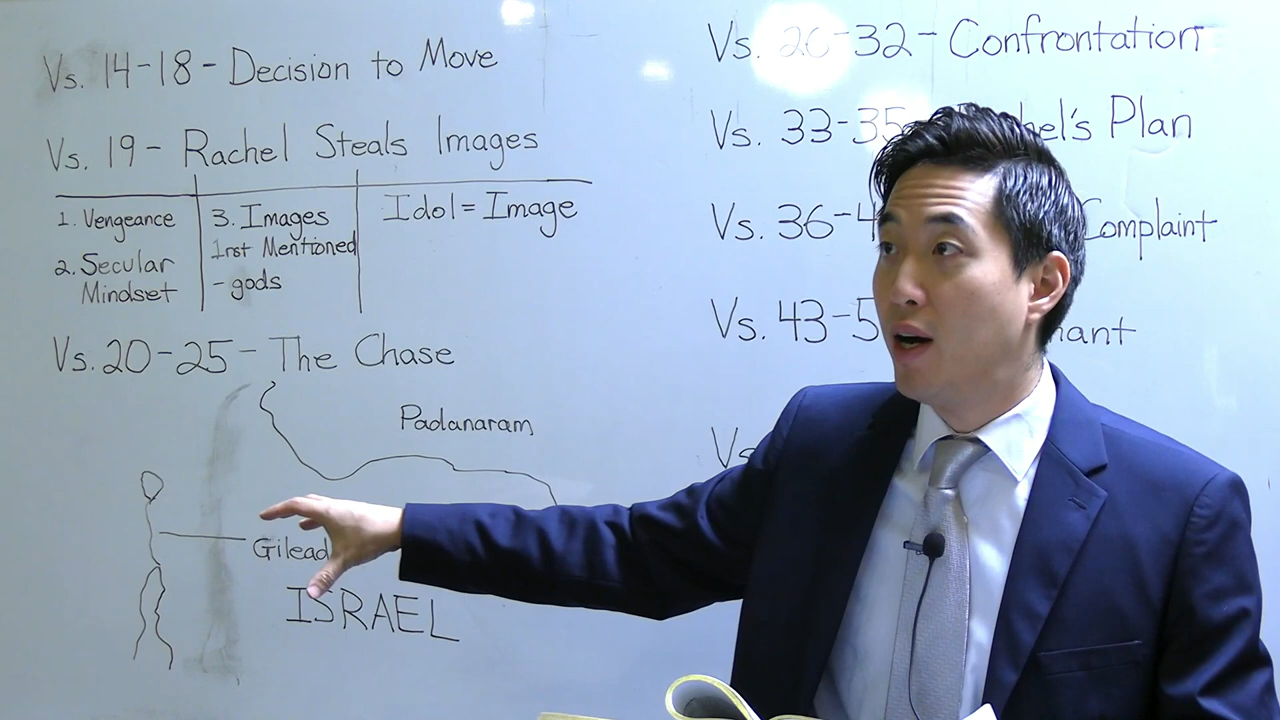 Vs. 14-18- Decision to Move
Vs. 19- Rachel Steals Images
1. Vengeance
2. Secular
Mindset
3. Images
1rst Mentioned
- gods
Idol = Image
Vs. 20-25- The Chase
Padanaram
Gilead
ISRAEL
Vs. 26-32- Confrontation
Vs. 33-35 hel's Plan
Vs. 36-4 Complaint
Vs. 43-5 nant
Vs.